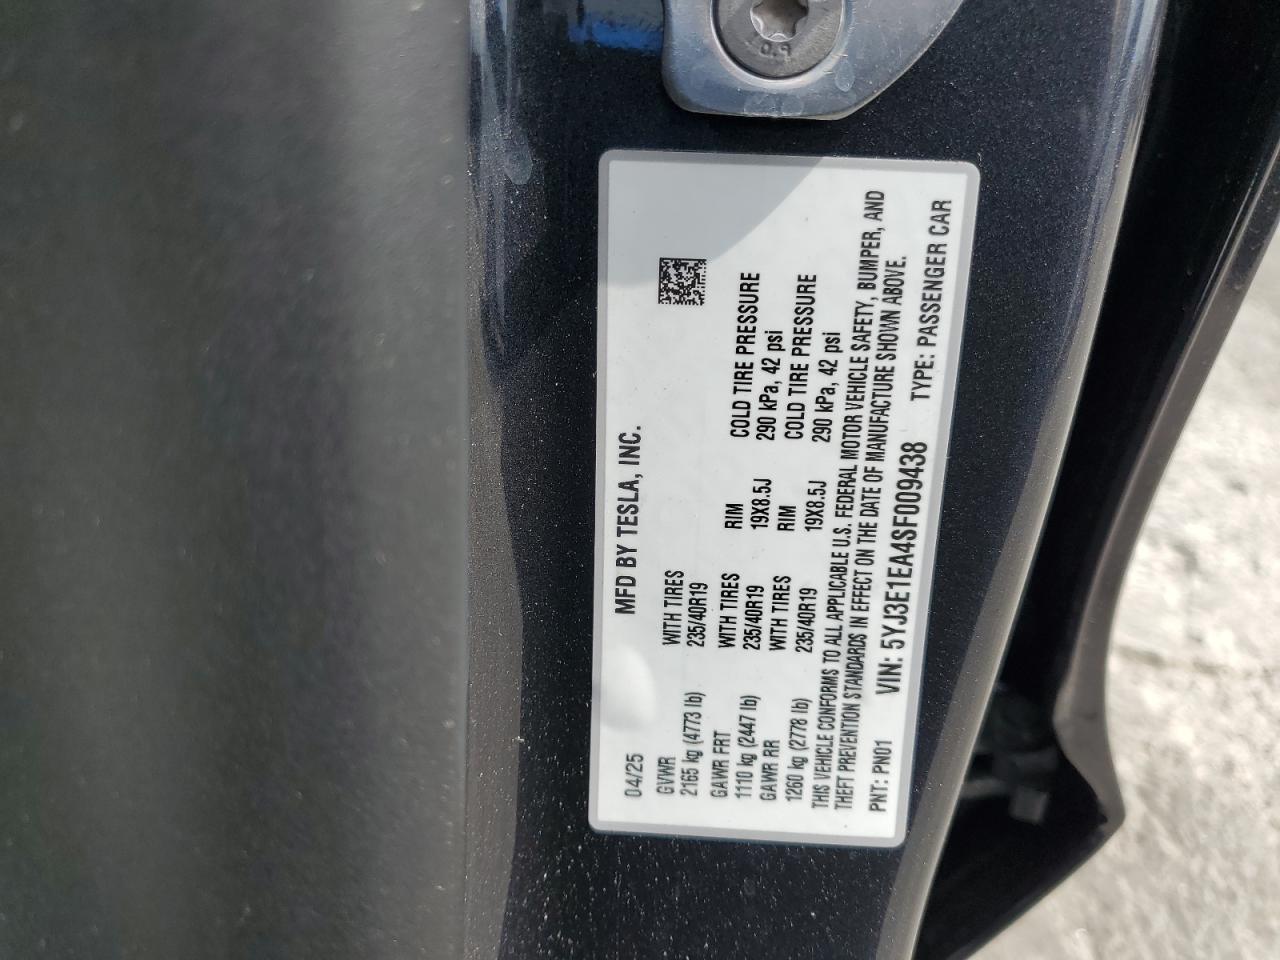 0.9
04/25 MFD BY TESLA, INC.
GVWR WITH TIRES
2165 kg (4773 lb) 235/40R19
GAWR FRT WITH TIRES RIM COLD TIRE PRESSURE
1110 kg (2447 lb) 235/40R19 19X8.5J 290 kPa, 42 psi
GAWR RR WITH TIRES RIM COLD TIRE PRESSURE
1260 kg (2778 lb) 235/40R19 19X8.5J 290 kPa, 42 psi
THIS VEHICLE CONFORMS TO ALL APPLICABLE U.S. FEDERAL MOTOR VEHICLE SAFETY, BUMPER, AND
THEFT PREVENTION STANDARDS IN EFFECT ON THE DATE OF MANUFACTURE SHOWN ABOVE.
PNT: PN01 VIN: 5YJ3E1EA4SF009438 TYPE: PASSENGER CAR